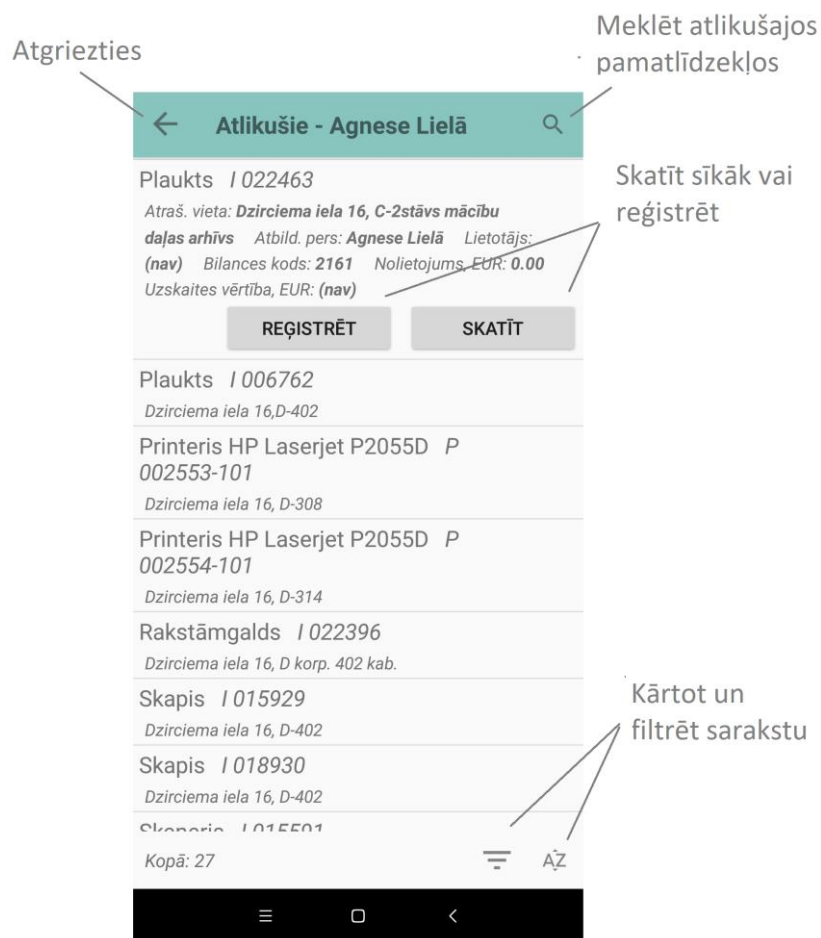 Atgriezties
Meklēt atlikušajos
pamatlīdzekļos
Atlikušie - Agnese Lielā
Plaukts I 022463
Atraš. vieta: Dzirciema iela 16, C-2stāvs mācību
daļas arhīvs Atbild. pers: Agnese Lielā Lietotājs:
(nav) Bilances kods: 2161 Nolietojums, EUR: 0.00
Uzskaites vērtība, EUR: (nav)
Skatīt sīkāk vai
reģistrēt
REĢISTRĒT SKATĪT
Plaukts I 006762
Dzirciema iela 16,D-402
Printeris HP Laserjet P2055D P
002553-101
Dzirciema iela 16, D-308
Printeris HP Laserjet P2055D P
002554-101
Dzirciema iela 16, D-314
Rakstāmgalds I 022396
Dzirciema iela 16, D korp. 402 kab.
Skapis I 015929
Dzirciema iela 16, D-402
Skapis I 018930
Dzirciema iela 16, D-402
Kārtot un
filtrēt sarakstu
Skeneris I 015591
Kopā: 27
AZ